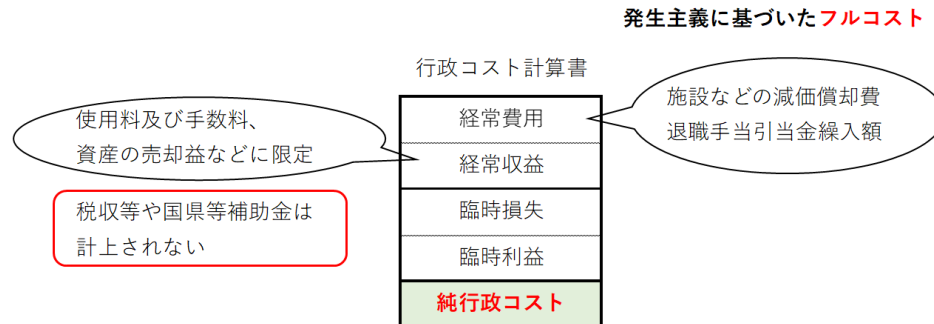 発生主義に基づいたフルコスト
行政コスト計算書
施設などの減価償却費
退職手当引当金繰入額
使用料及び手数料、
資産の売却益などに限定
経常費用
経常収益
税収等や国県等補助金は
計上されない
臨時損失
臨時利益
純行政コスト